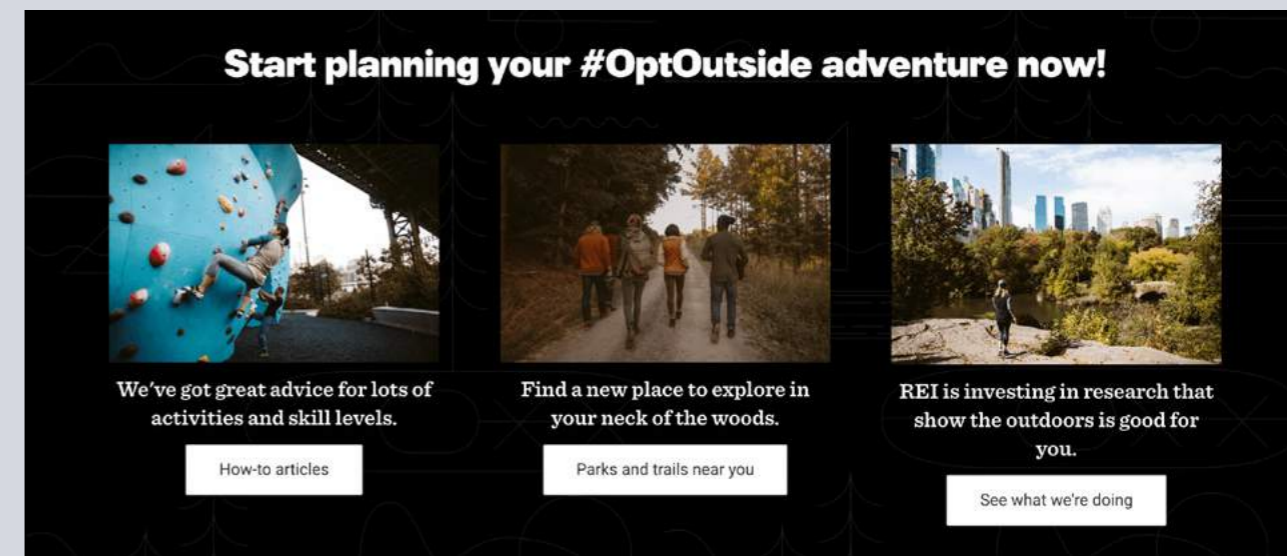 Start planning your #OptOutside adventure now!
We've got great advice for lots of
activities and skill levels.
How-to articles
Find a new place to explore in
your neck of the woods.
Parks and trails near you
REI is investing in research that
show the outdoors is good for
you.
See what we're doing